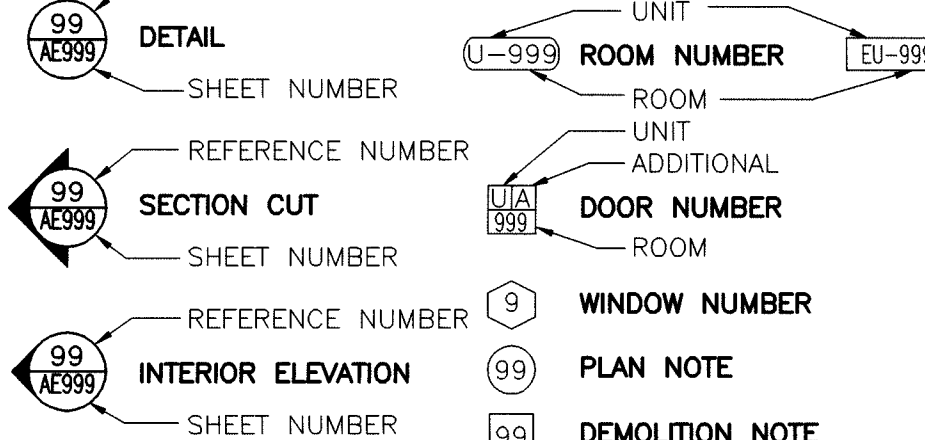 99
AE999
DETAIL
SHEET NUMBER
REFERENCE NUMBER
99
AE999
SECTION CUT
SHEET NUMBER
REFERENCE NUMBER
99
AE999
INTERIOR ELEVATION
SHEET NUMBER
UNIT
U-999
ROOM NUMBER
EU-999
ROOM
UNIT
ADDITIONAL
U A
999
DOOR NUMBER
ROOM
9
WINDOW NUMBER
99
PLAN NOTE
99
DEMOLITION NOTE